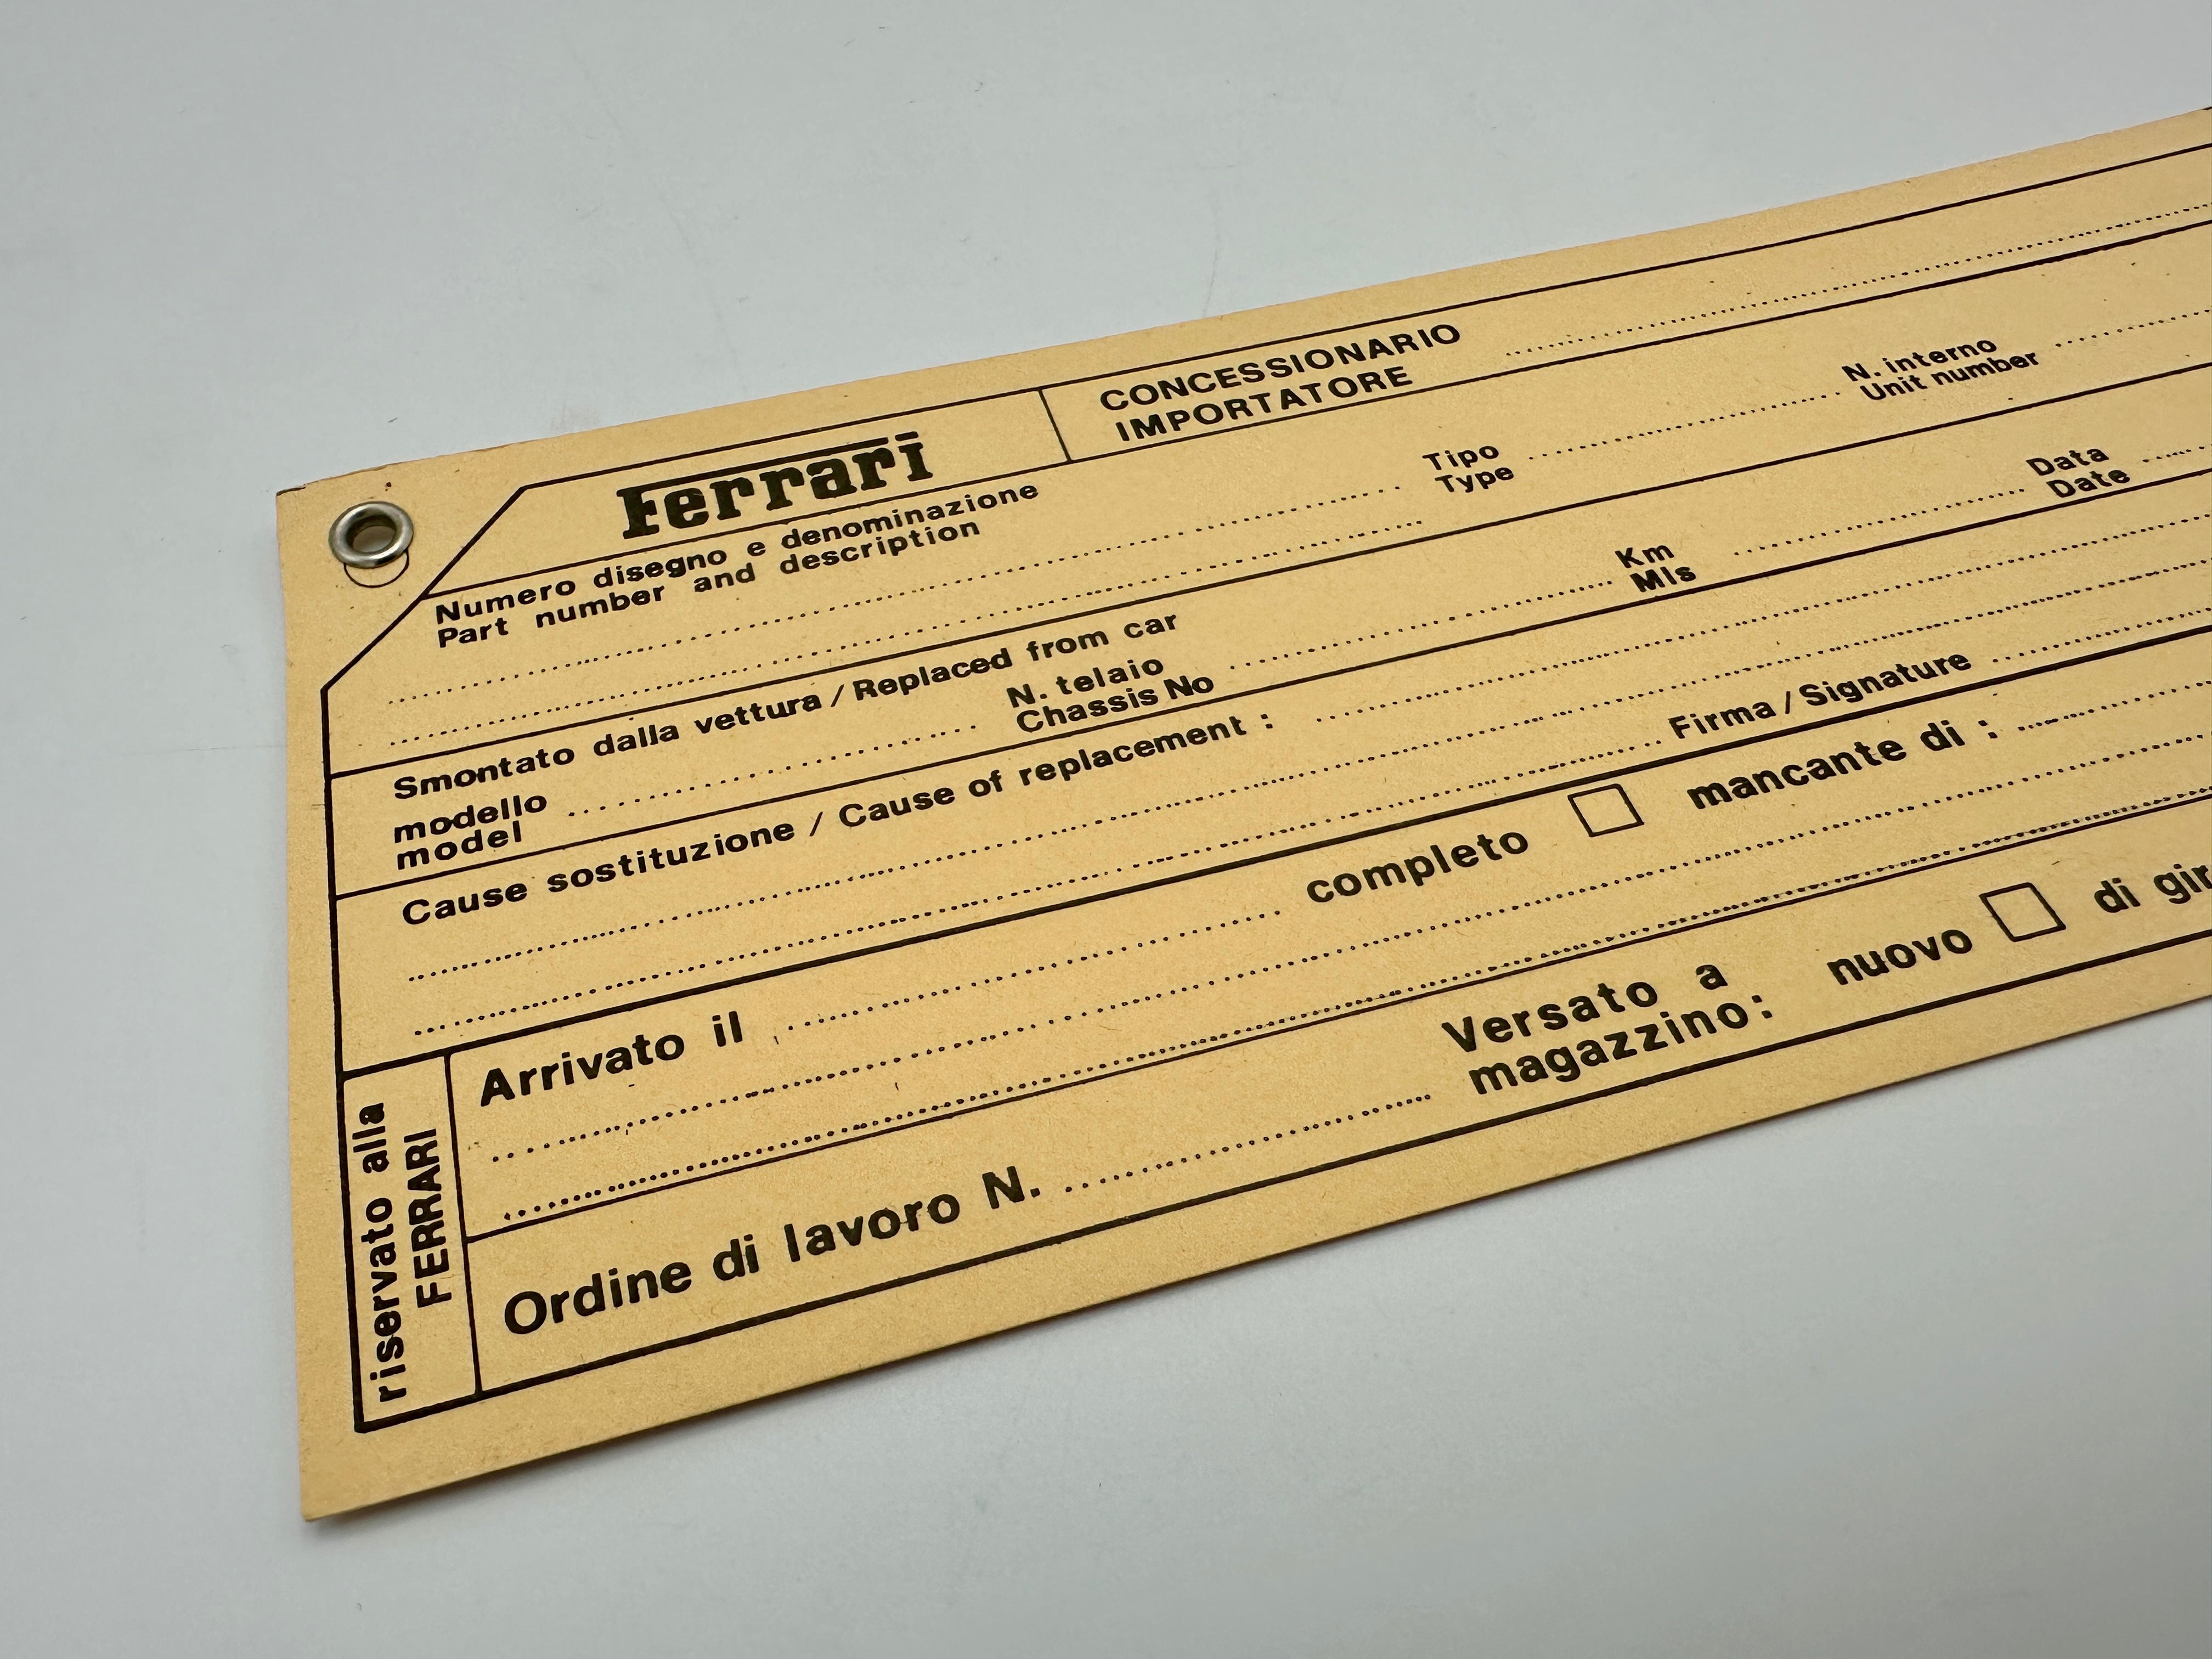 Ferrari
CONCESSIONARIO
IMPORTATORE
Numero disegno e denominazione
Part number and description
Tipo
Type
N. interno
Unit number
Smontato dalla vettura / Replaced from car
modello
model
N. telaio
Chassis No
Km
Mls
Data
Date
Cause sostituzione / Cause of replacement :
Firma / Signature
riservato alla
FERRARI
Arrivato il
completo
mancante di :
Ordine di lavoro N.
Versato a
magazzino:
nuovo
di